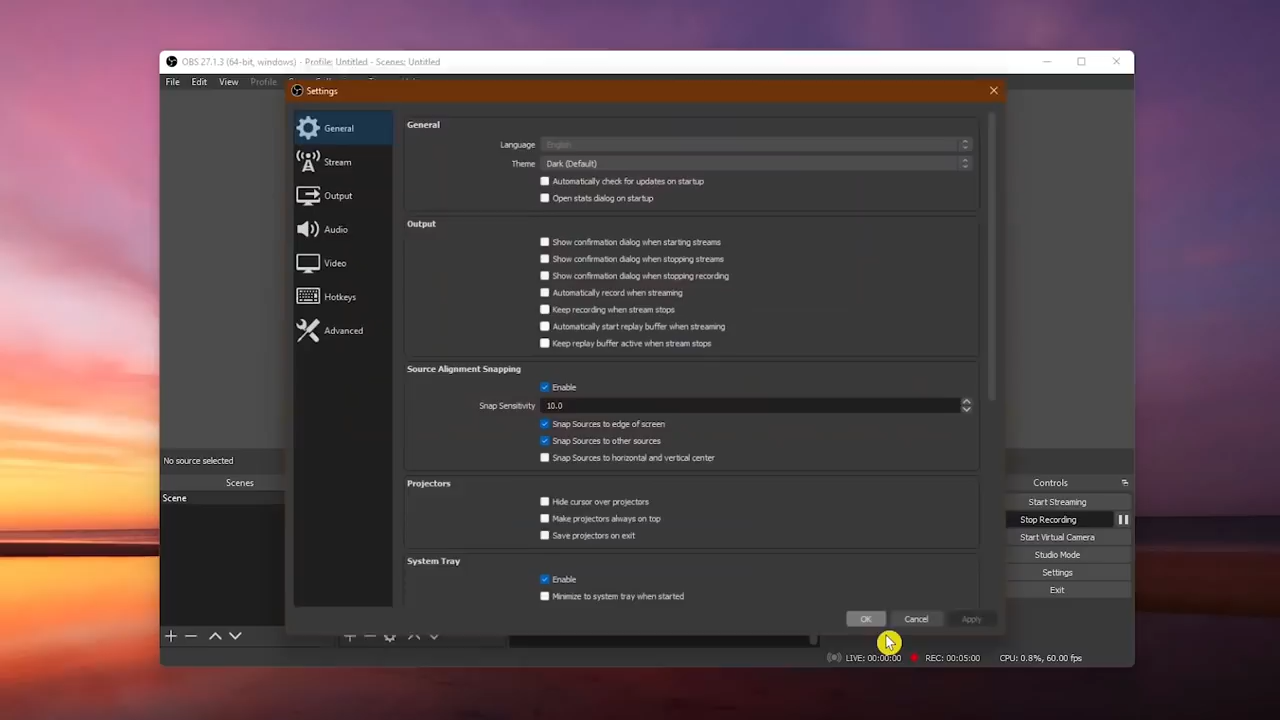 OBS 27.1.3 (64-bit, windows) - Profile: Untitled - Scenes: Untitled
File Edit View Profile
Settings
General
Stream
Output
Audio
Video
Hotkeys
Advanced
General
Language English
Theme Dark (Default)
Automatically check for updates on startup
Open stats dialog on startup
Output
Show confirmation dialog when starting streams
Show confirmation dialog when stopping streams
Show confirmation dialog when stopping recording
Automatically record when streaming
Keep recording when stream stops
Automatically start replay buffer when streaming
Keep replay buffer active when stream stops
Source Alignment Snapping
Enable
Snap Sensitivity 10.0
Snap Sources to edge of screen
Snap Sources to other sources
Snap Sources to horizontal and vertical center
Projectors
Hide cursor over projectors
Make projectors always on top
Save projectors on exit
System Tray
Enable
Minimize to system tray when started
OK Cancel Apply
No source selected
Scenes
Scene
Controls
Start Streaming
Stop Recording
Start Virtual Camera
Studio Mode
Settings
Exit
LIVE: 00:00:00 REC: 00:05:00 CPU: 0.8%, 60.00 fps